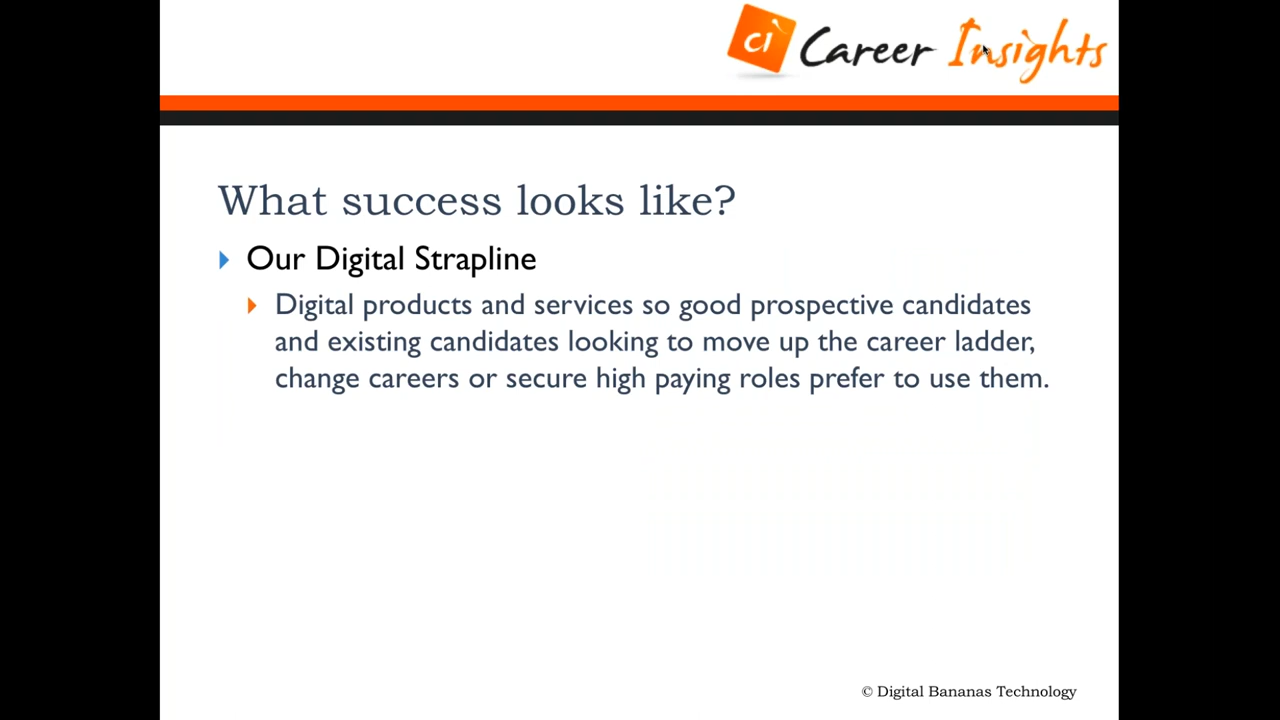 ci Career Insights
What success looks like?
Our Digital Strapline
Digital products and services so good prospective candidates
and existing candidates looking to move up the career ladder,
change careers or secure high paying roles prefer to use them.
© Digital Bananas Technology